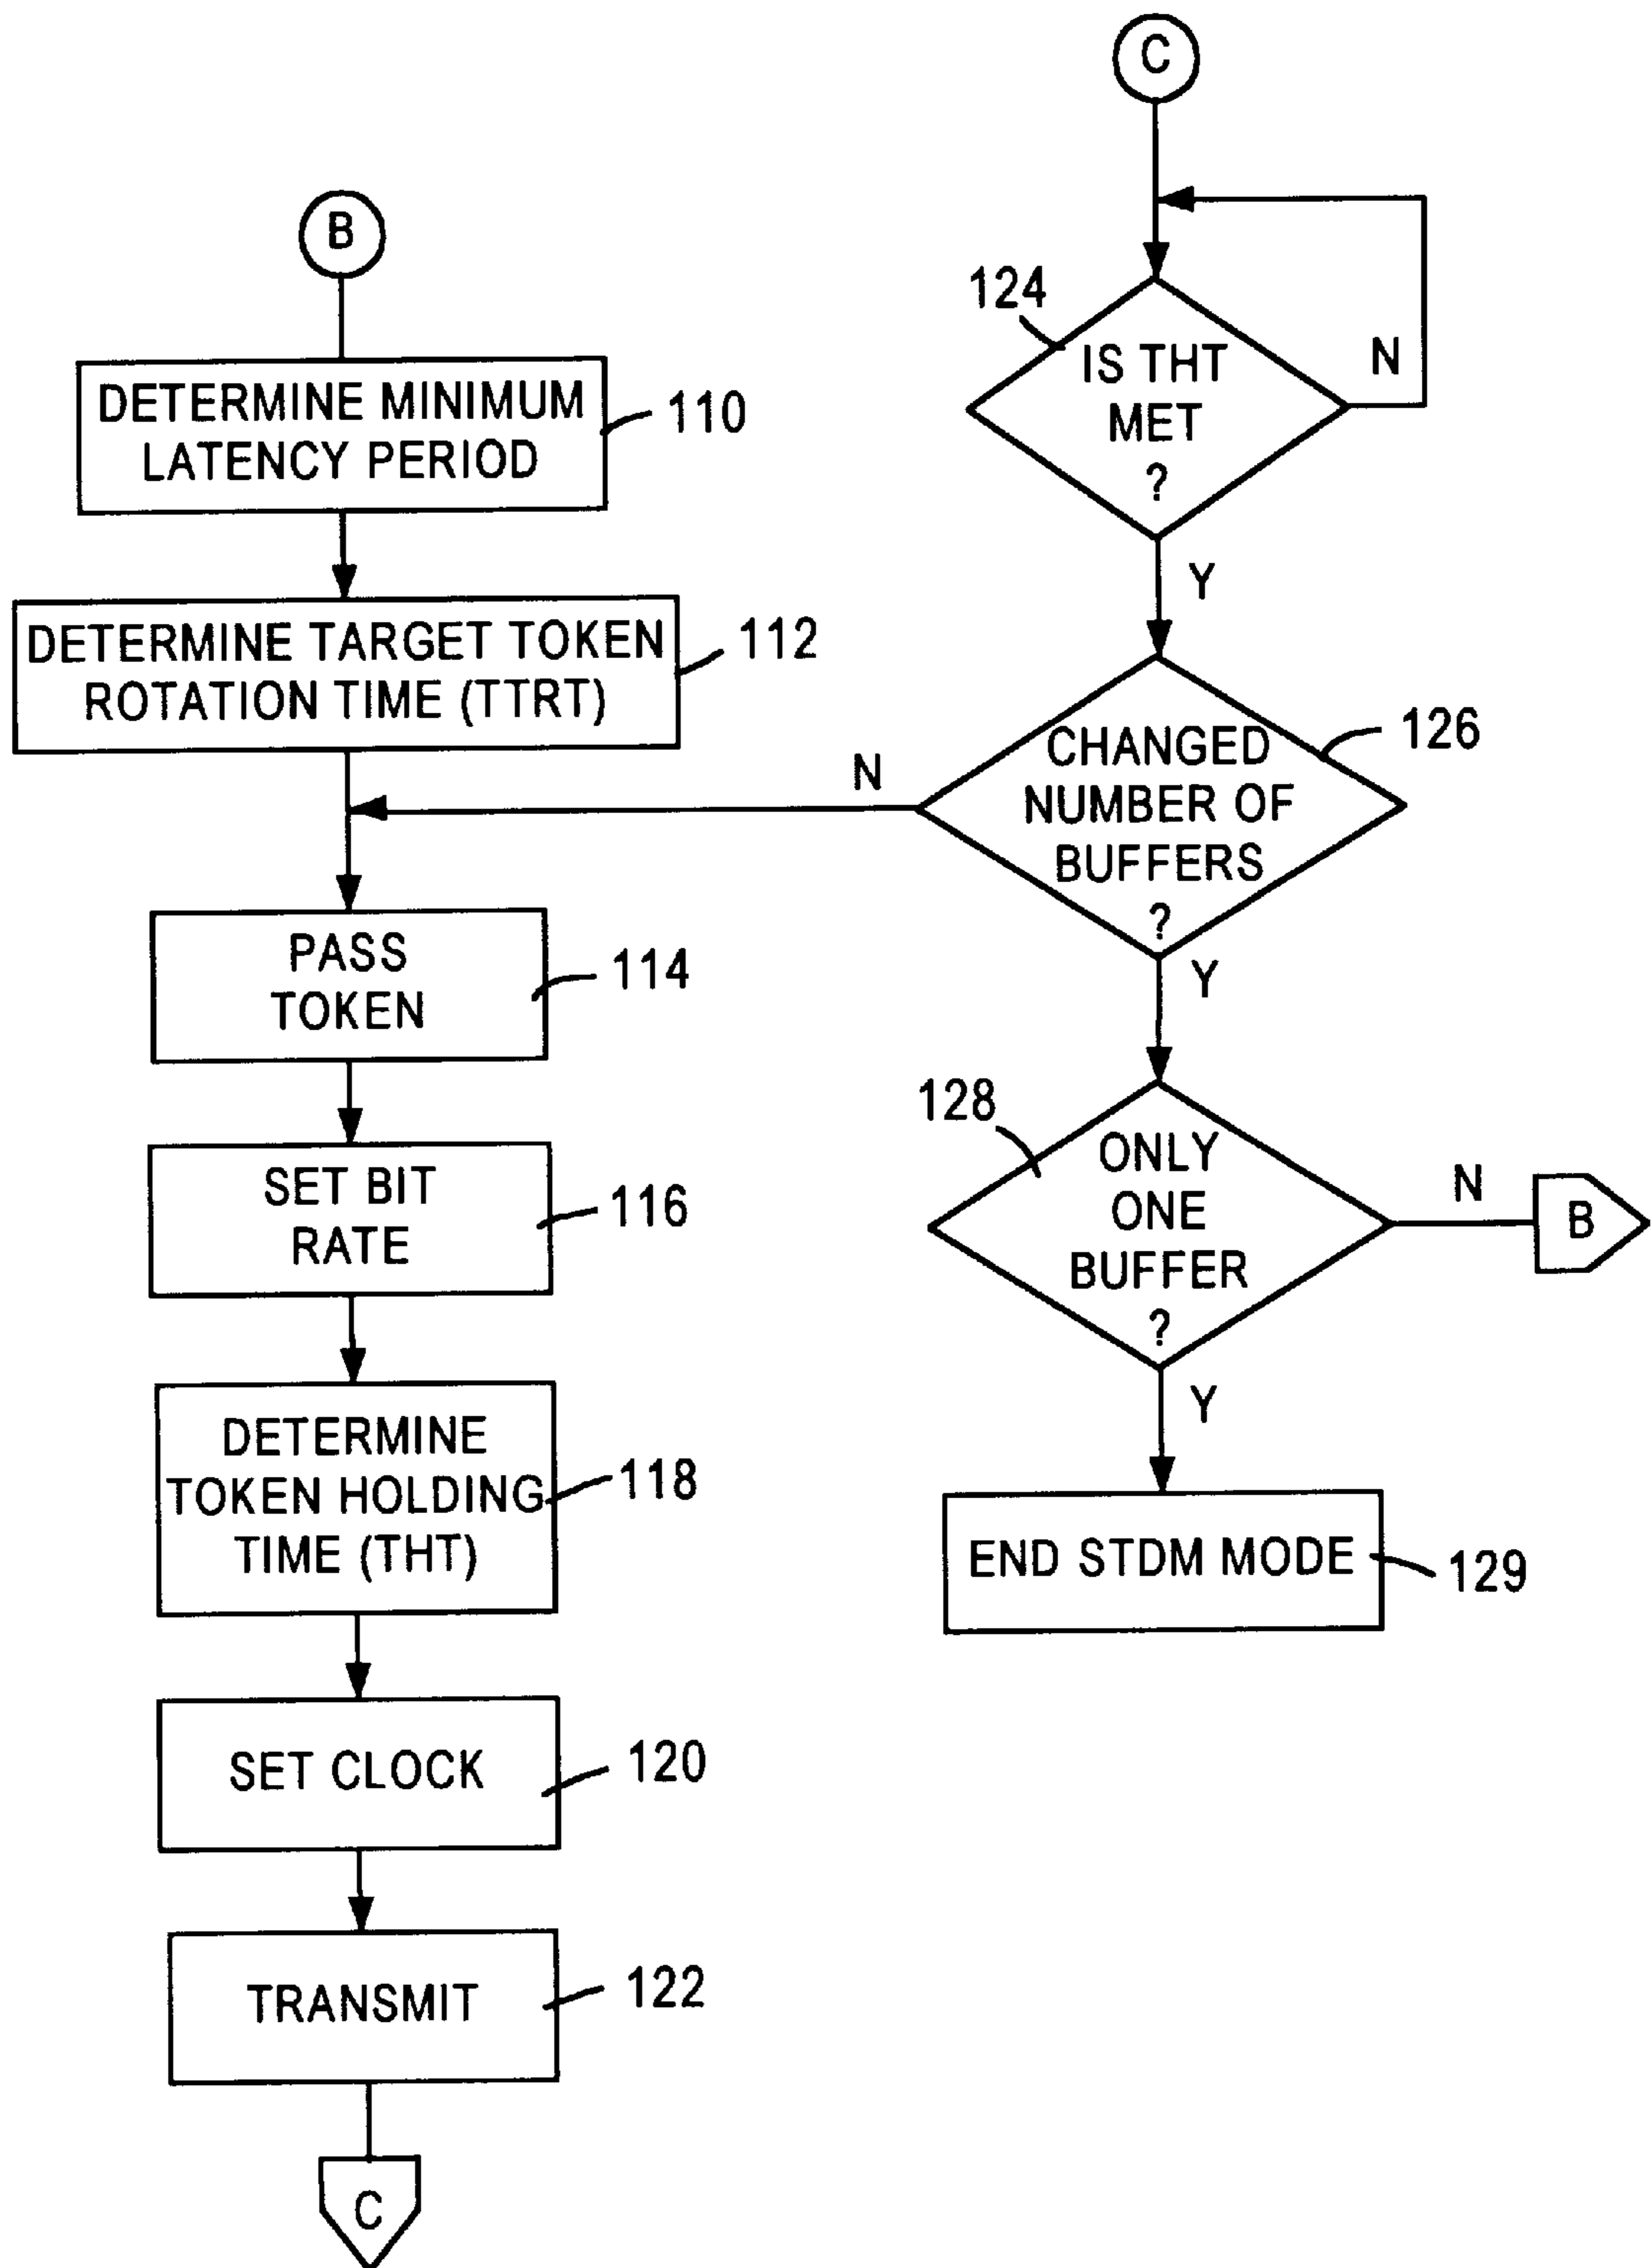 B
DETERMINE MINIMUM
LATENCY PERIOD
110
DETERMINE TARGET TOKEN
ROTATION TIME (TTRT)
112
PASS
TOKEN
114
SET BIT
RATE
116
DETERMINE
TOKEN HOLDING
TIME (THT)
118
SET CLOCK
120
TRANSMIT
122
C
C
124
IS THT
MET
?
N
Y
126
CHANGED
NUMBER OF
BUFFERS
?
N
Y
128
ONLY
ONE
BUFFER
?
N
B
Y
END STDM MODE
129